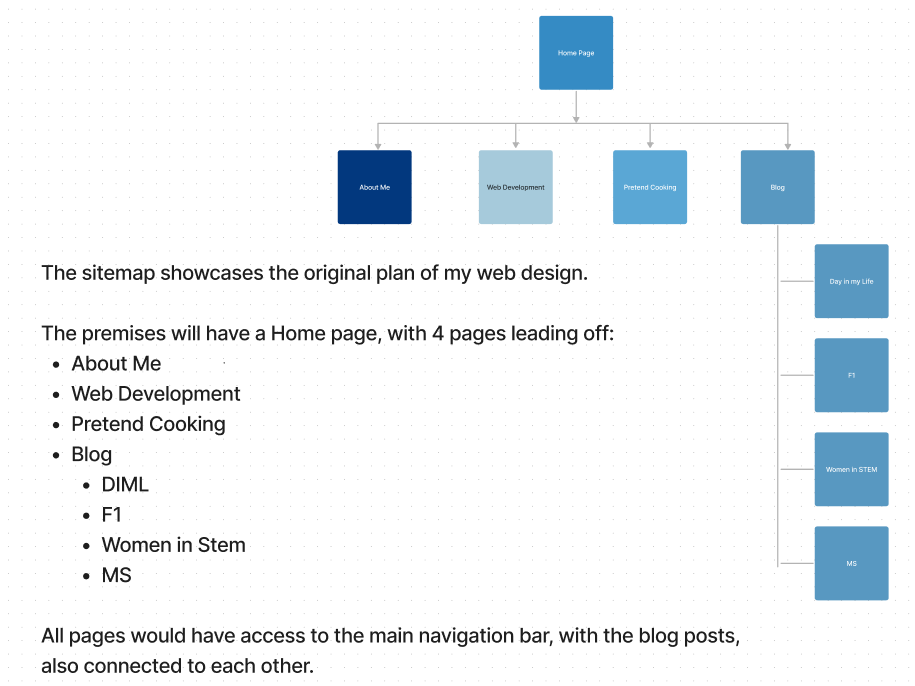 Home Page
About Me
Web Development
Pretend Cooking
Blog
Day in my Life
F1
Women in STEM
MS
The sitemap showcases the original plan of my web design.
The premises will have a Home page, with 4 pages leading off:
• About Me
• Web Development
• Pretend Cooking
• Blog
• DIML
• F1
• Women in Stem
• MS
All pages would have access to the main navigation bar, with the blog posts,
also connected to each other.